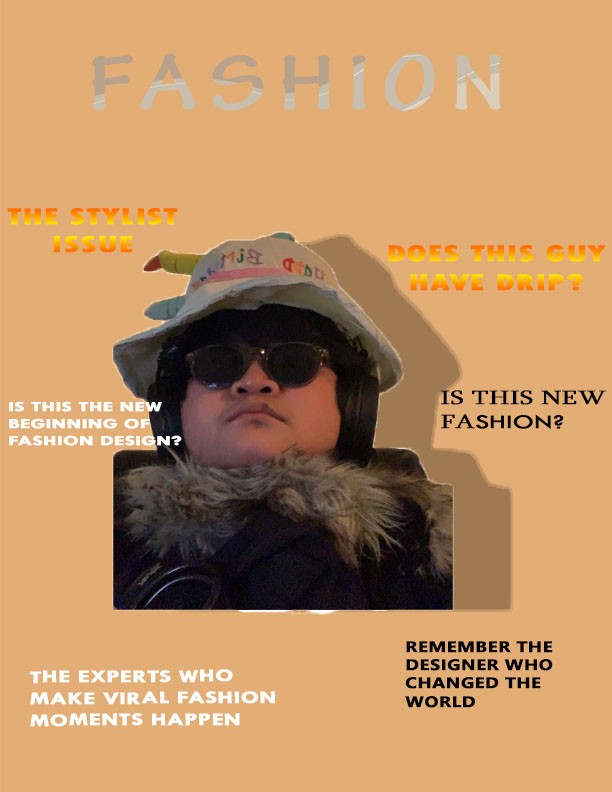 FASHION
THE STYLIST
ISSUE
DOES THIS GUY
HAVE DRIP?
IS THIS THE NEW
BEGINNING OF
FASHION DESIGN?
IS THIS NEW
FASHION?
THE EXPERTS WHO
MAKE VIRAL FASHION
MOMENTS HAPPEN
REMEMBER THE
DESIGNER WHO
CHANGED THE
WORLD